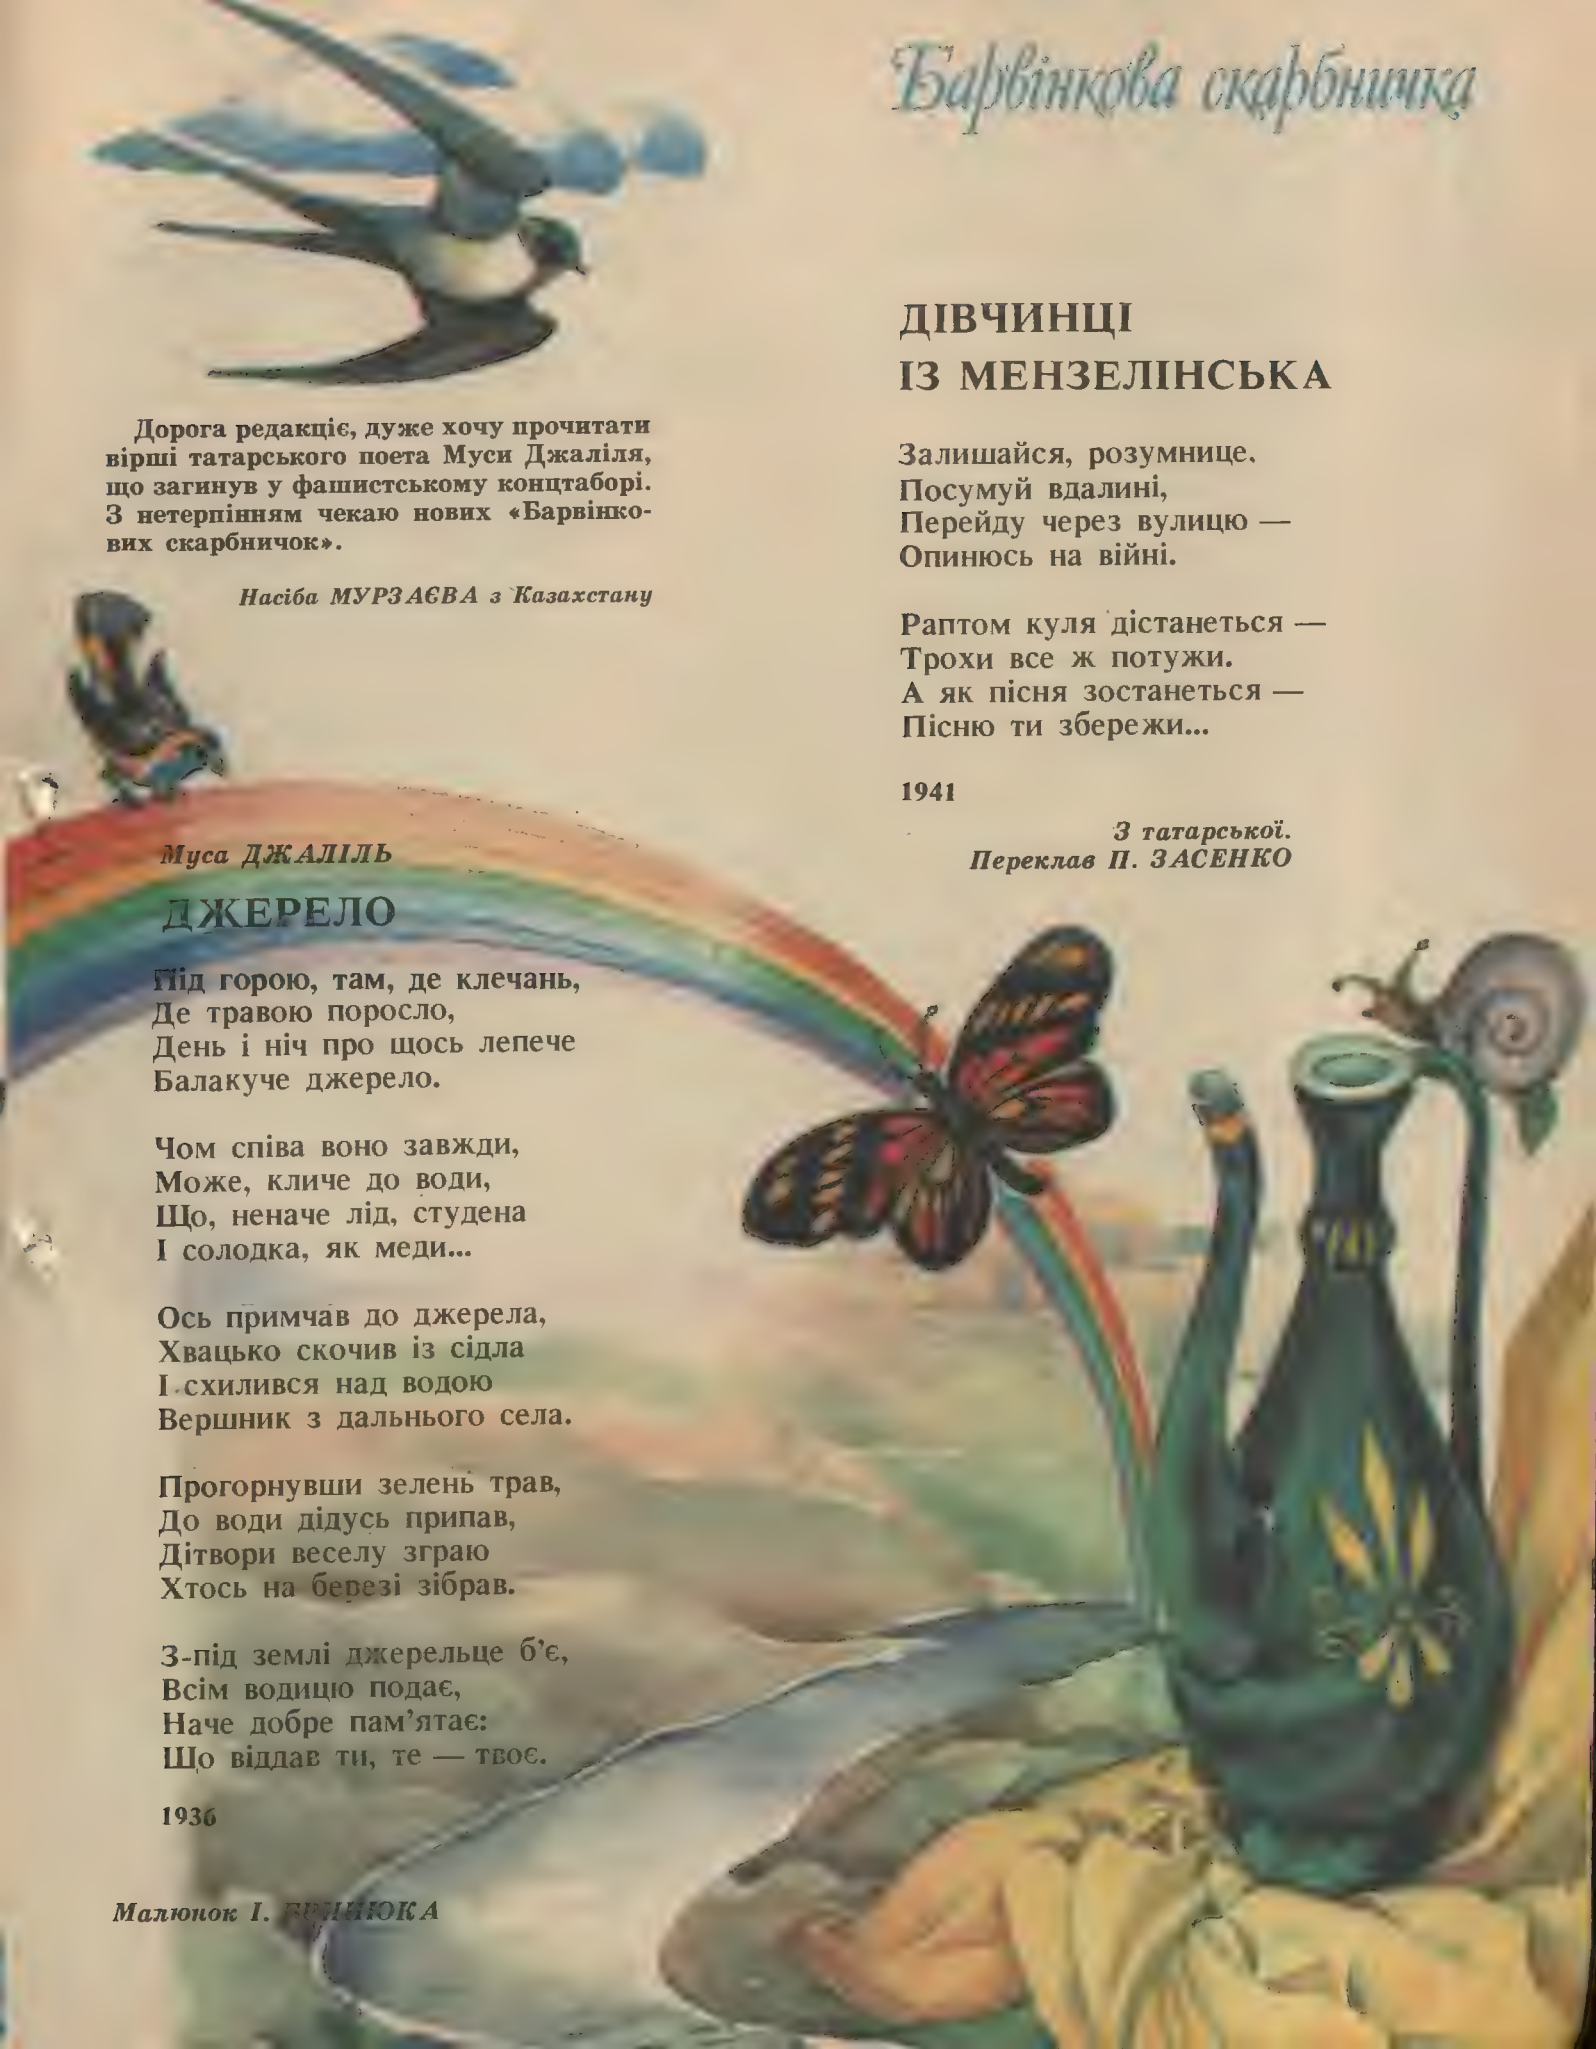 Барвінкова скарбничка
Дорога редакціє, дуже хочу прочитати
вірші татарського поета Муси Джаліля,
що загинув у фашистському концтаборі.
З нетерпінням чекаю нових «Барвінко-
вих скарбничок».
Насіба МУРЗАЄВА з Казахстану
Муса ДЖАЛІЛЬ
ДЖЕРЕЛО
Під горою, там, де клечань,
Де травою поросло,
День і ніч про щось лепече
Балакуче джерело.
Чом співа воно завжди,
Може, кличе до води,
Що, неначе лід, студена
І солодка, як меди...
Ось примчав до джерела,
Хвацько скочив із сідла
І схилився над водою
Вершник з дальнього села.
Прогорнувши зелень трав,
До води дідусь припав,
Дітвори веселу зграю
Хтось на березі зібрав.
З-під землі джерельце б’є,
Всім водицю подає,
Наче добре пам’ятає:
Що віддав ти, те — твоє.
1936
Малюнок І.
ДІВЧИНЦІ
ІЗ МЕНЗЕЛІНСЬКА
Залишайся, розумнице.
Посумуй вдалині,
Перейду через вулицю —
Опинюсь на війні.
Раптом куля дістанеться —
Трохи все ж потужи.
А як пісня зостанеться —
Пісню ти збережи...
1941
З татарської.
Переклав П. ЗАСЕНКО